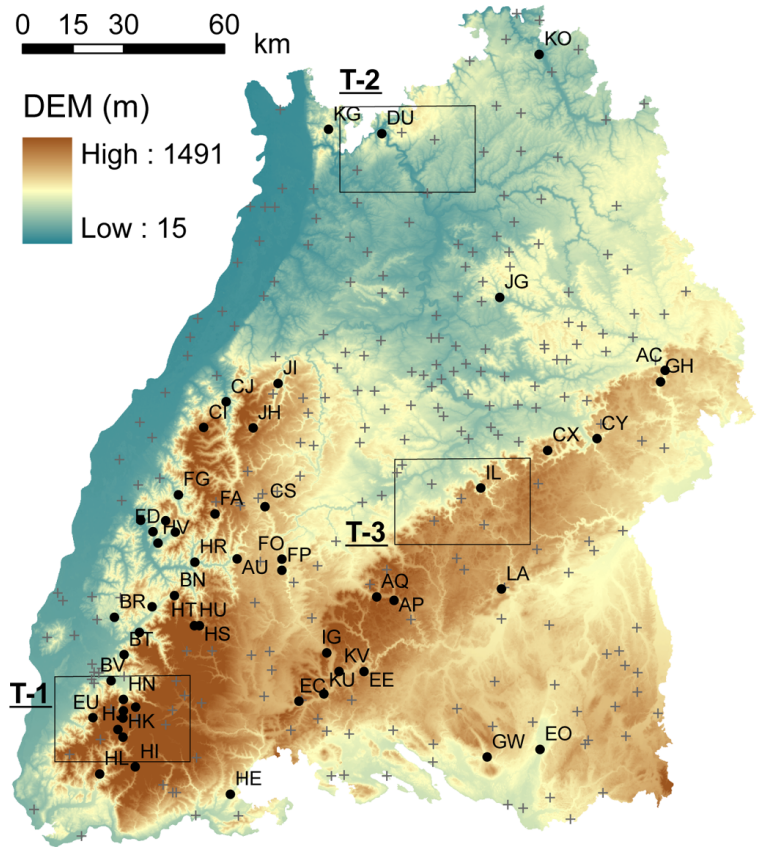 0 15 30 60
km
DEM (m)
High : 1491
Low : 15
KO
T-2
KG
DU
JG
AC
GH
JI
CJ
CI
JH
CY
CX
IL
FG
FA
CS
T-3
FD
HV
HR
AU
FO
FP
BN
LA
AQ
AP
BR
HT
HU
HS
BT
IG
KV
BV
EE
KU
EC
T-1
HN
EU
HK
GW
EO
HI
HL
HE